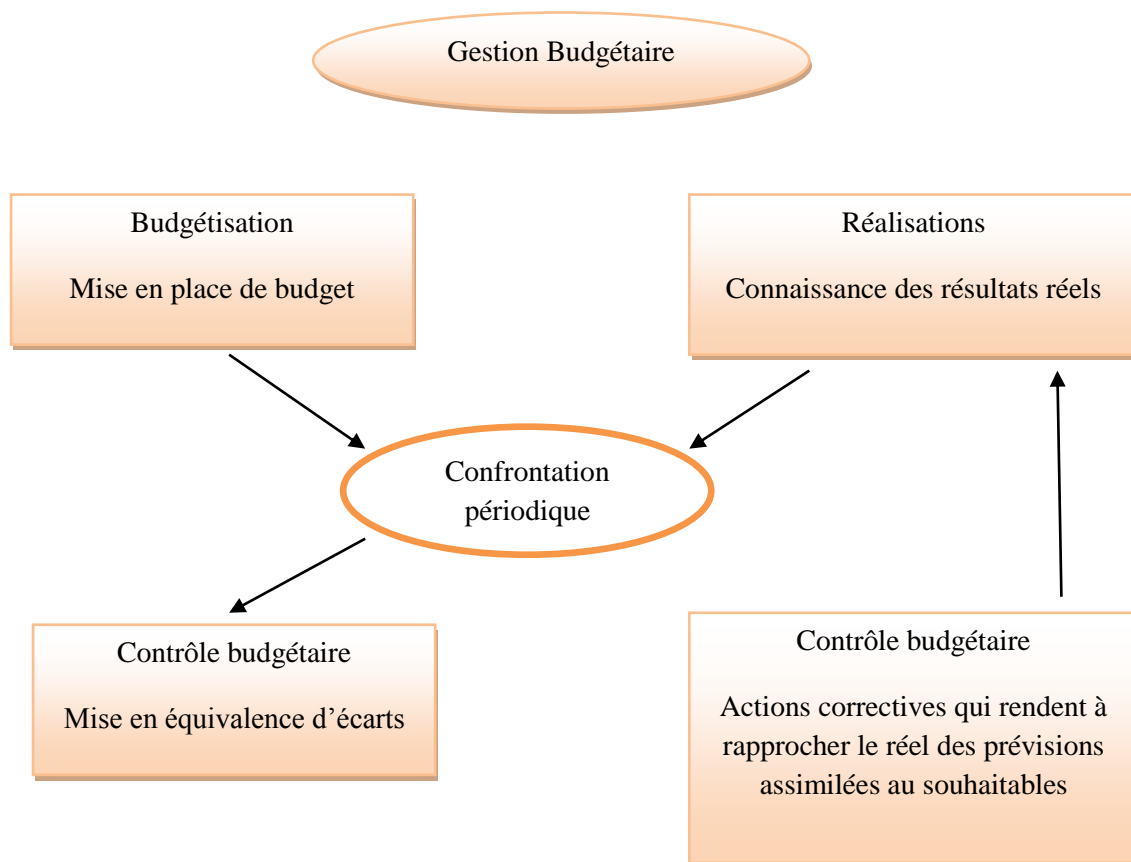 Gestion Budgétaire
Budgétisation
Mise en place de budget
Réalisations
Connaissance des résultats réels
Confrontation
périodique
Contrôle budgétaire
Mise en équivalence d’écarts
Contrôle budgétaire
Actions correctives qui rendent à
rapprocher le réel des prévisions
assimilées au souhaitables